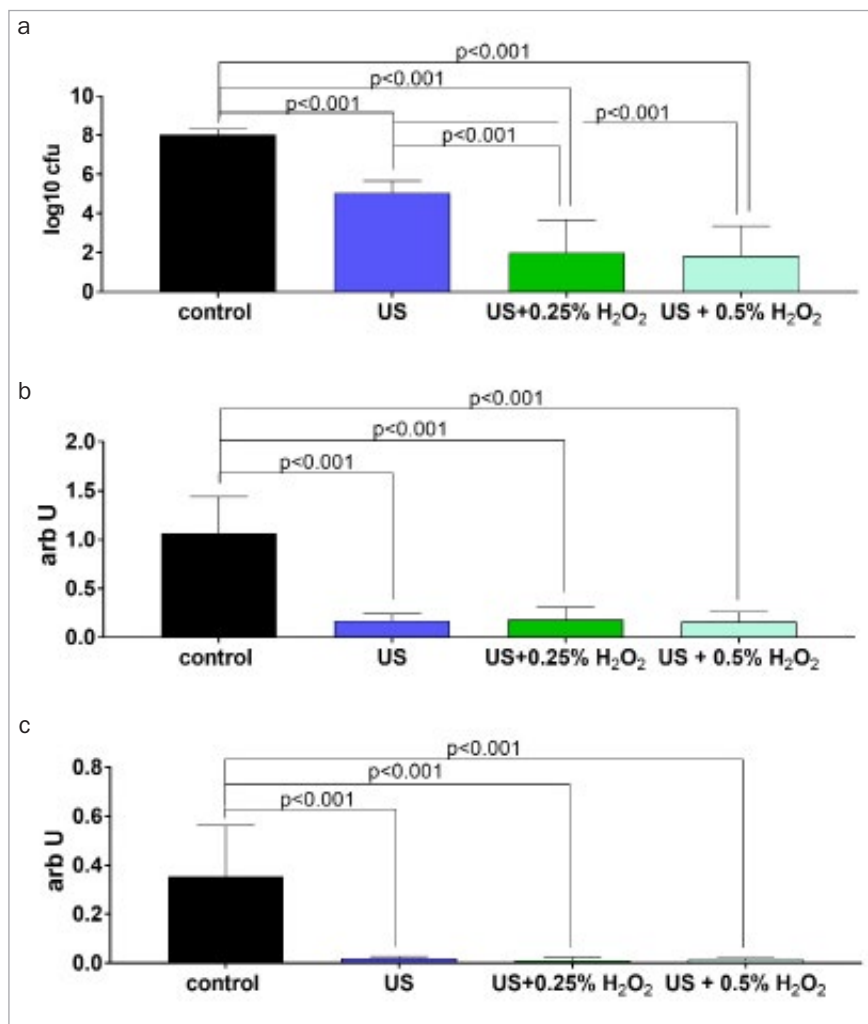 a
p<0.001
p<0.001
p<0.001
p<0.001
p<0.001
10
8
6
4
2
0
log10 cfu
control US US+0.25% H₂O₂ US + 0.5% H₂O₂
b
p<0.001
p<0.001
p<0.001
2.0
1.5
1.0
0.5
0.0
arb U
control US US+0.25% H₂O₂ US + 0.5% H₂O₂
c
p<0.001
p<0.001
p<0.001
0.8
0.6
0.4
0.2
0.0
arb U
control US US+0.25% H₂O₂ US + 0.5% H₂O₂